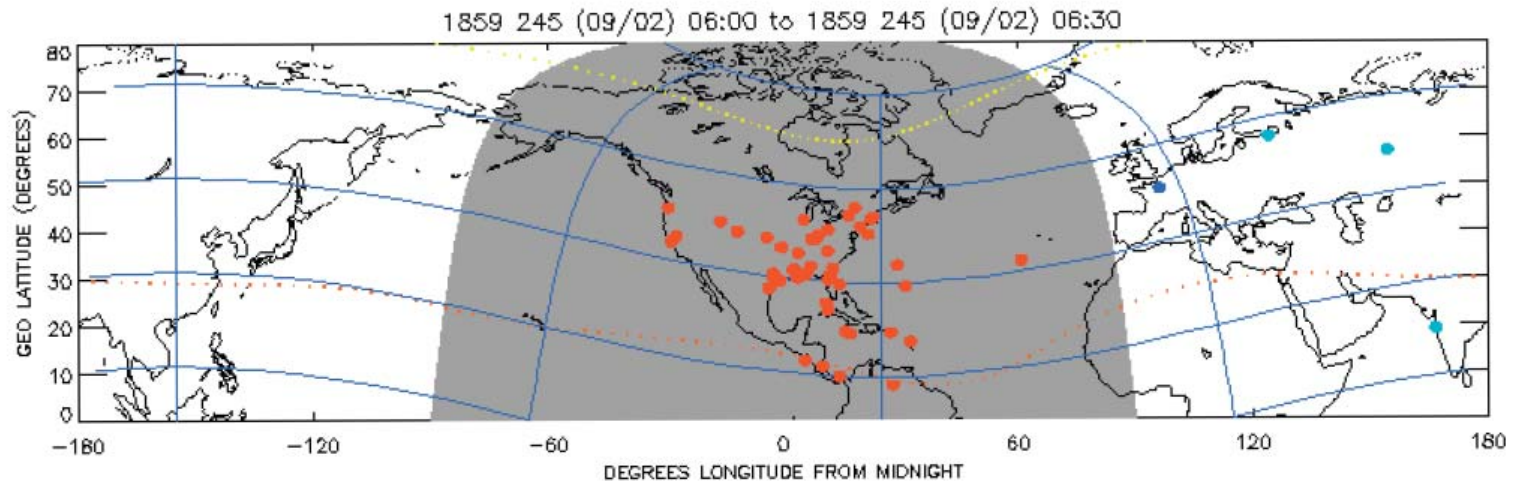 1859 245 (09/02) 06:00 to 1859 245 (09/02) 06:30
GEO LATITUDE (DEGREES)
80
70
60
50
40
30
20
10
0
-180 -120 -60 0 60 120 180
DEGREES LONGITUDE FROM MIDNIGHT